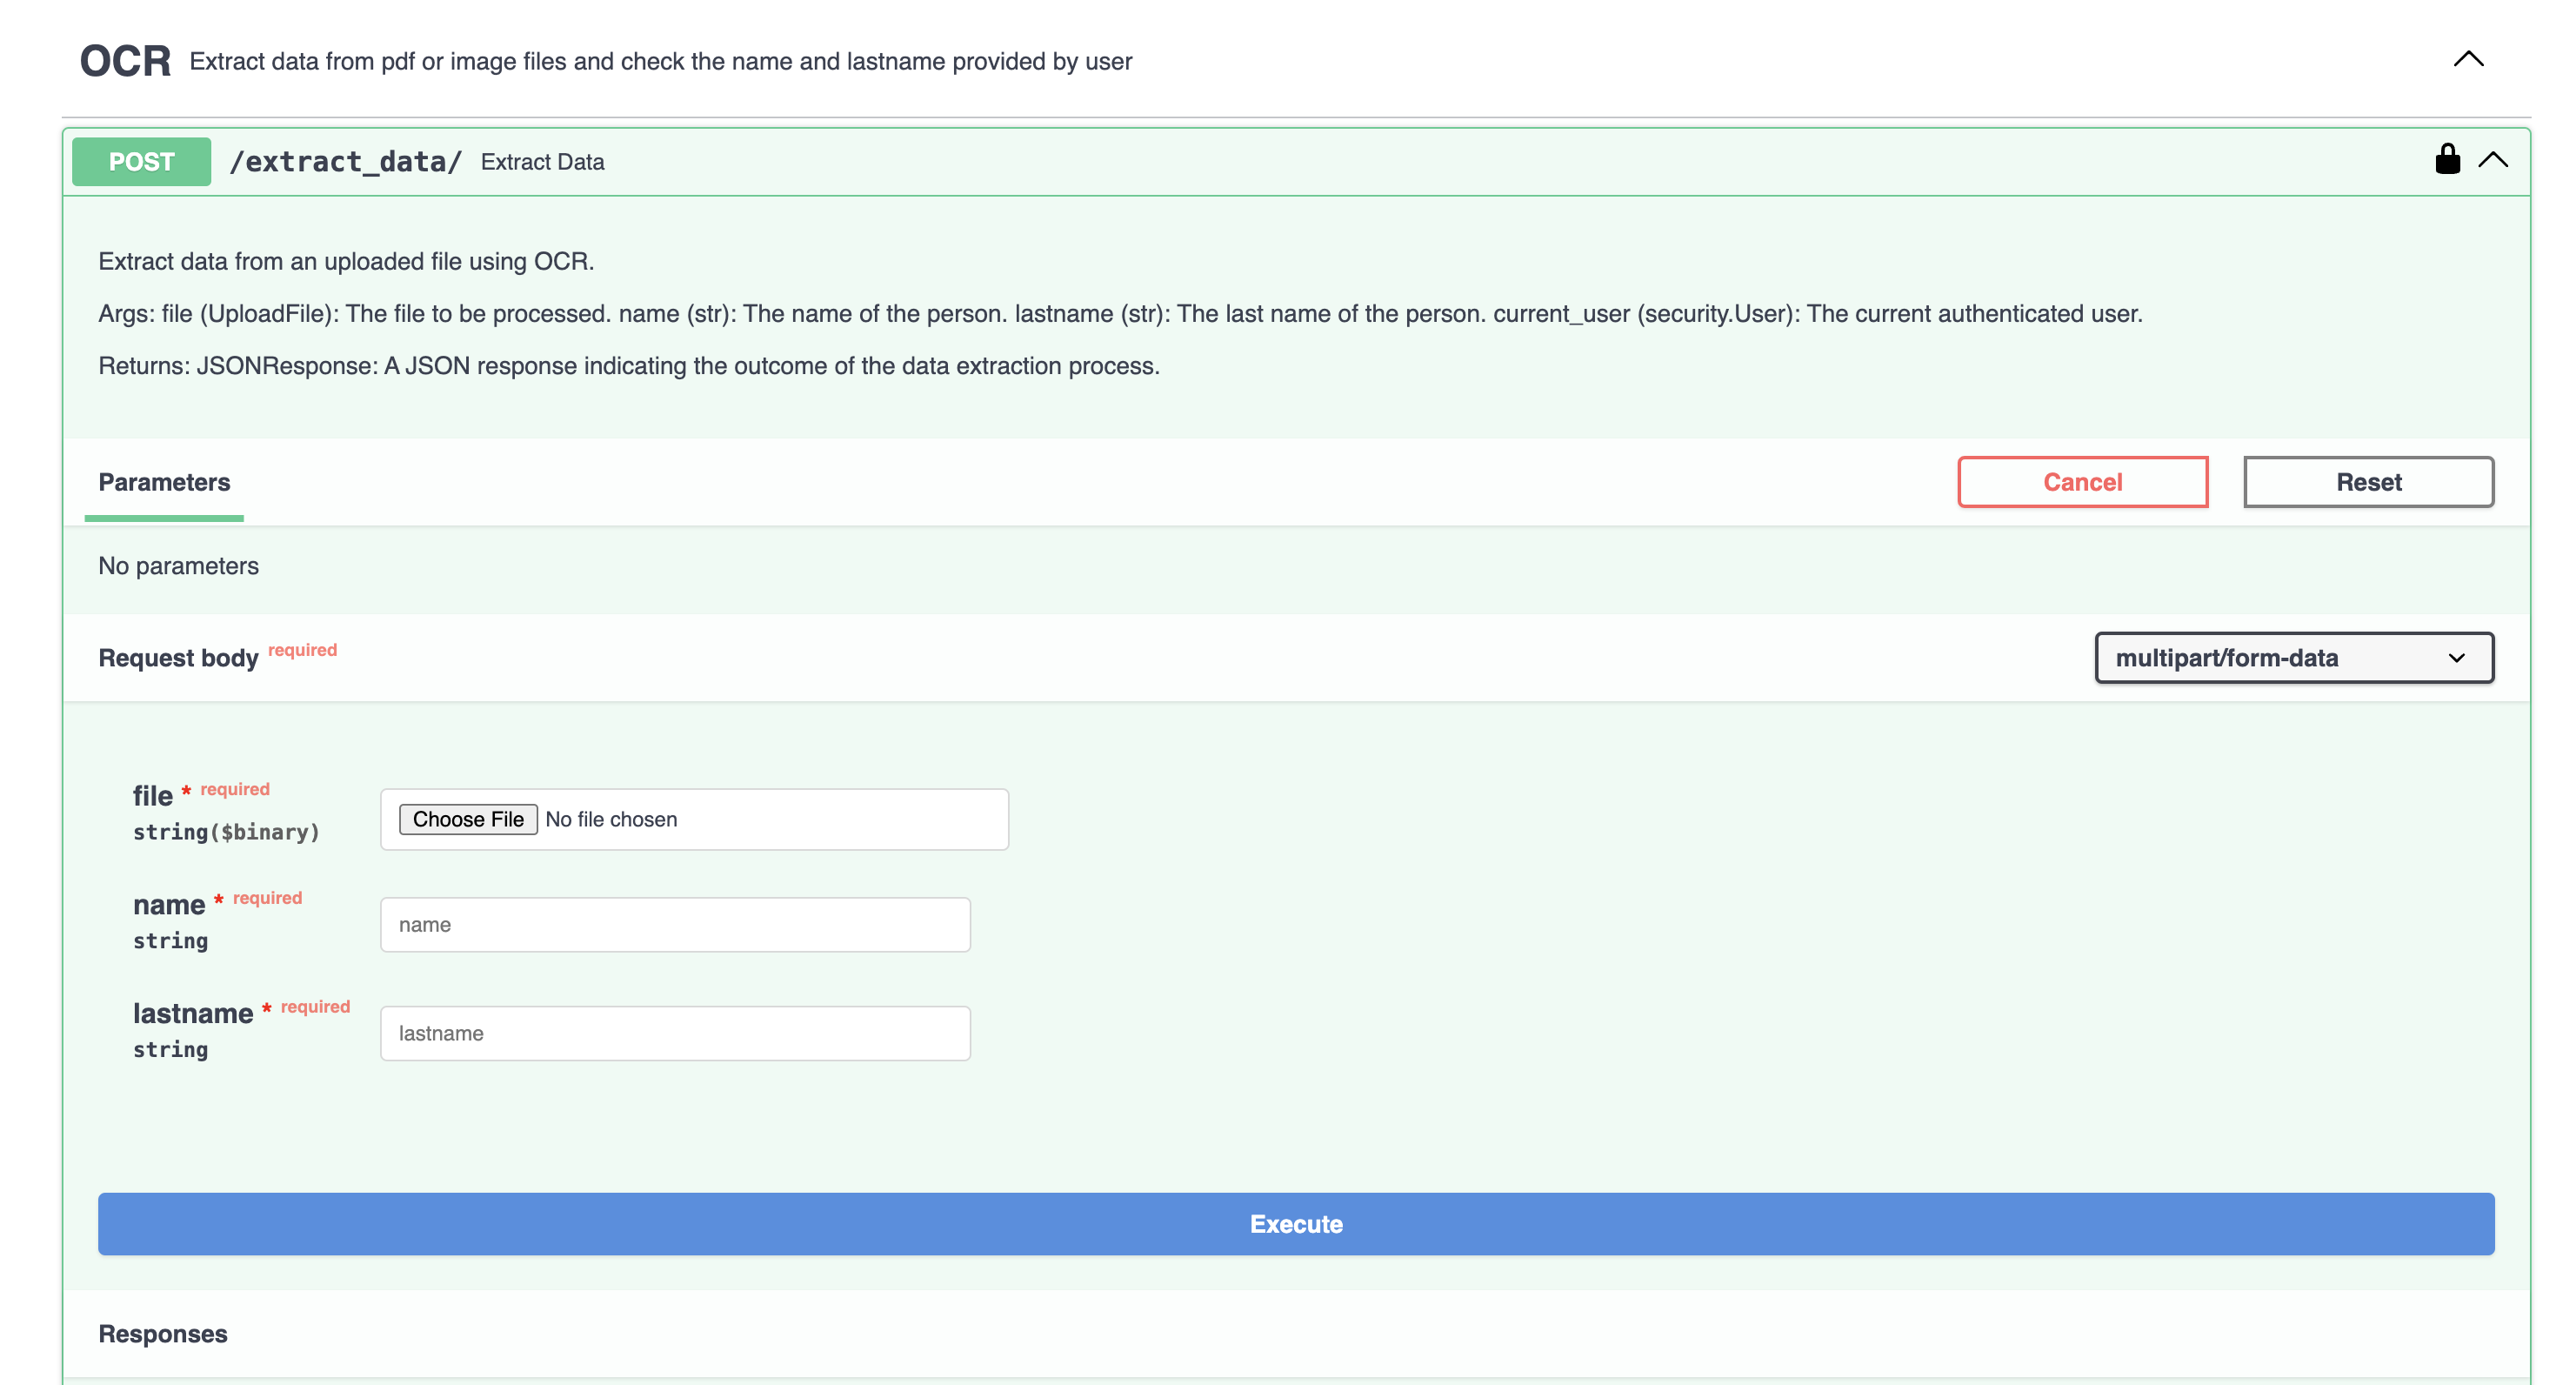 OCR Extract data from pdf or image files and check the name and lastname provided by user
POST /extract_data/ Extract Data
Extract data from an uploaded file using OCR.
Args: file (UploadFile): The file to be processed. name (str): The name of the person. lastname (str): The last name of the person. current_user (security.User): The current authenticated user.
Returns: JSONResponse: A JSON response indicating the outcome of the data extraction process.
Parameters Cancel Reset
No parameters
Request body required multipart/form-data
file * required
string($binary) Choose File No file chosen
name * required
string name
lastname * required
string lastname
Execute
Responses